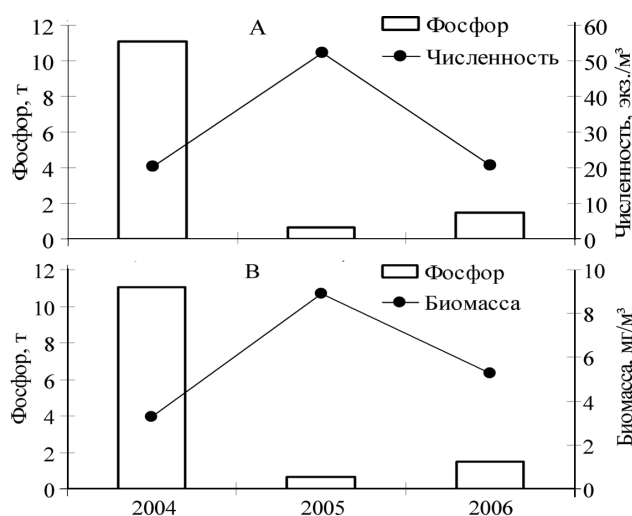 А
Фосфор
Численность
Фосфор, т
12
10
8
6
4
2
0
60
50
40
30
20
10
0
Численность, экз./м³
В
Фосфор
Биомасса
Фосфор, т
12
10
8
6
4
2
0
10
8
6
4
2
0
Биомасса, мг/м³
2004 2005 2006